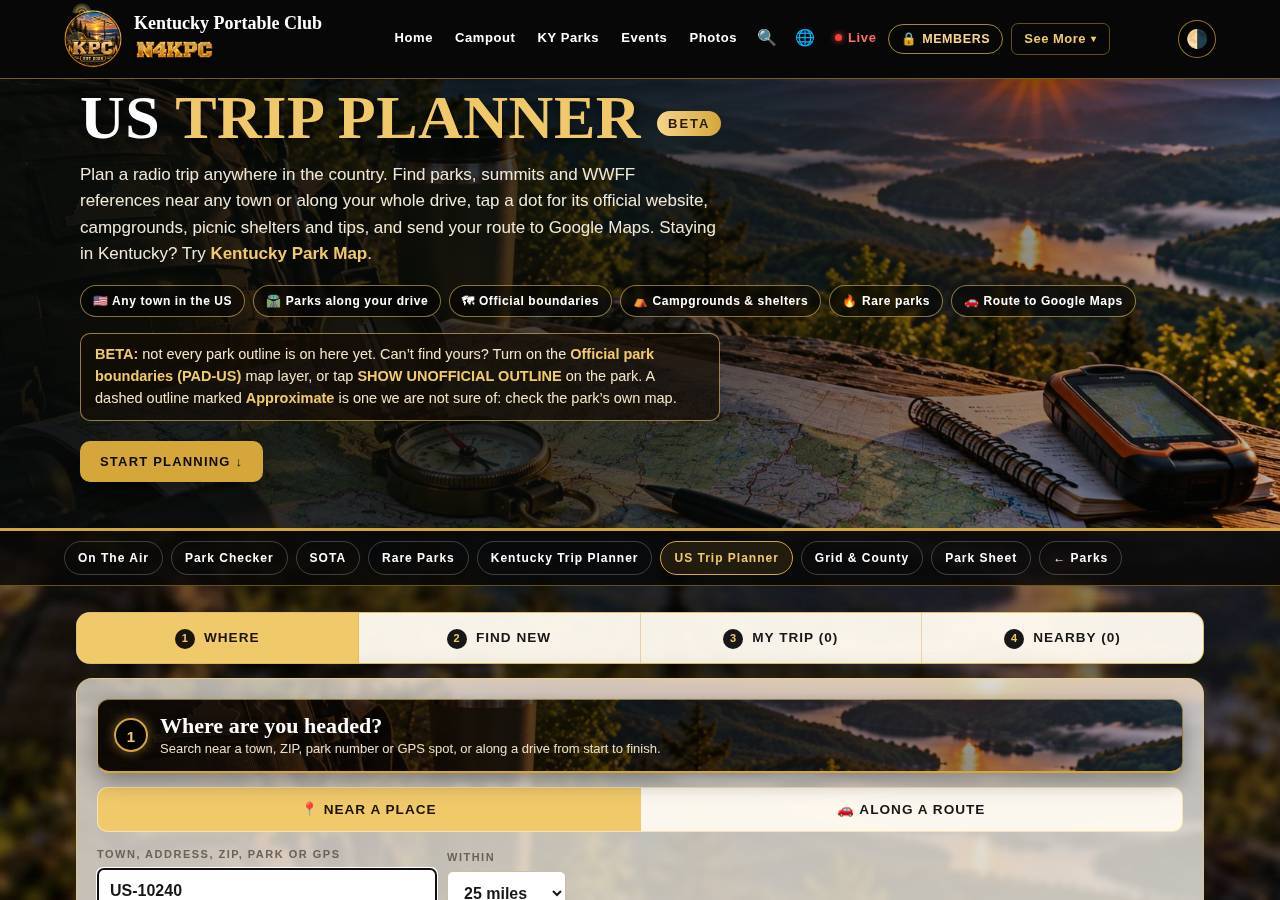 KPC
EST 2025
Kentucky Portable Club
N4KPC
Home
Campout
KY Parks
Events
Photos
Live
MEMBERS
See More ▾
US TRIP PLANNER BETA
Plan a radio trip anywhere in the country. Find parks, summits and WWFF
references near any town or along your whole drive, tap a dot for its official website,
campgrounds, picnic shelters and tips, and send your route to Google Maps. Staying
in Kentucky? Try Kentucky Park Map.
Any town in the US
Parks along your drive
Official boundaries
Campgrounds & shelters
Rare parks
Route to Google Maps
BETA: not every park outline is on here yet. Can't find yours? Turn on the Official park
boundaries (PAD-US) map layer, or tap SHOW UNOFFICIAL OUTLINE on the park. A
dashed outline marked Approximate is one we are not sure of: check the park's own map.
START PLANNING ↓
On The Air
Park Checker
SOTA
Rare Parks
Kentucky Trip Planner
US Trip Planner
Grid & County
Park Sheet
← Parks
1 WHERE
2 FIND NEW
3 MY TRIP (0)
4 NEARBY (0)
1
Where are you headed?
Search near a town, ZIP, park number or GPS spot, or along a drive from start to finish.
NEAR A PLACE
ALONG A ROUTE
TOWN, ADDRESS, ZIP, PARK OR GPS
WITHIN
US-10240
25 miles